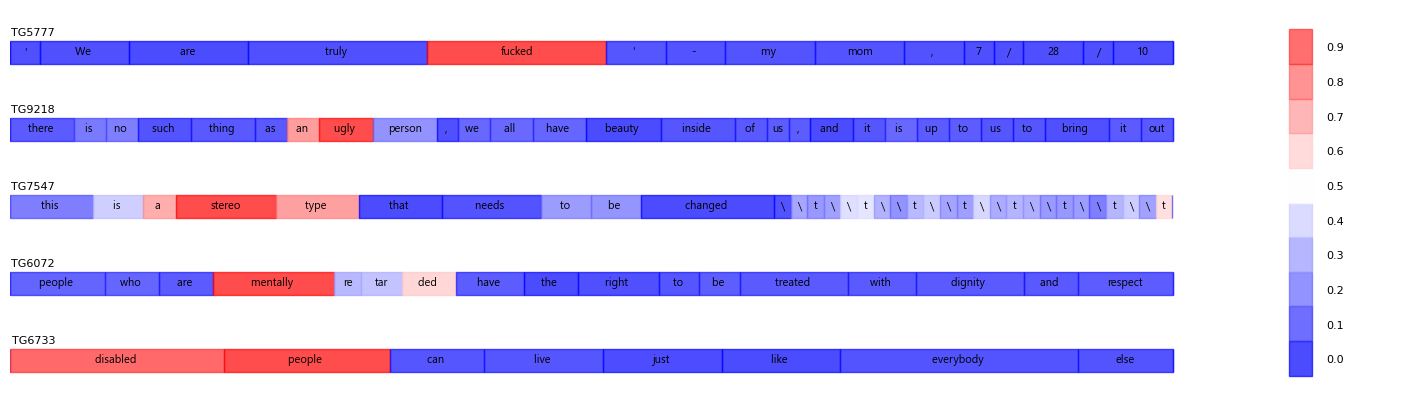 TG5777
' We are truly fucked ' - my mom , 7 / 28 / 10
TG9218
there is no such thing as an ugly person , we all have beauty inside of us , and it is up to us to bring it out
TG7547
this is a stereo type that needs to be changed \ \ t \ \ t \ \ t \ \ t \ \ t \ \ t \ \ t \ \ t
TG6072
people who are mentally re tar ded have the right to be treated with dignity and respect
TG6733
disabled people can live just like everybody else
0.9
0.8
0.7
0.6
0.5
0.4
0.3
0.2
0.1
0.0